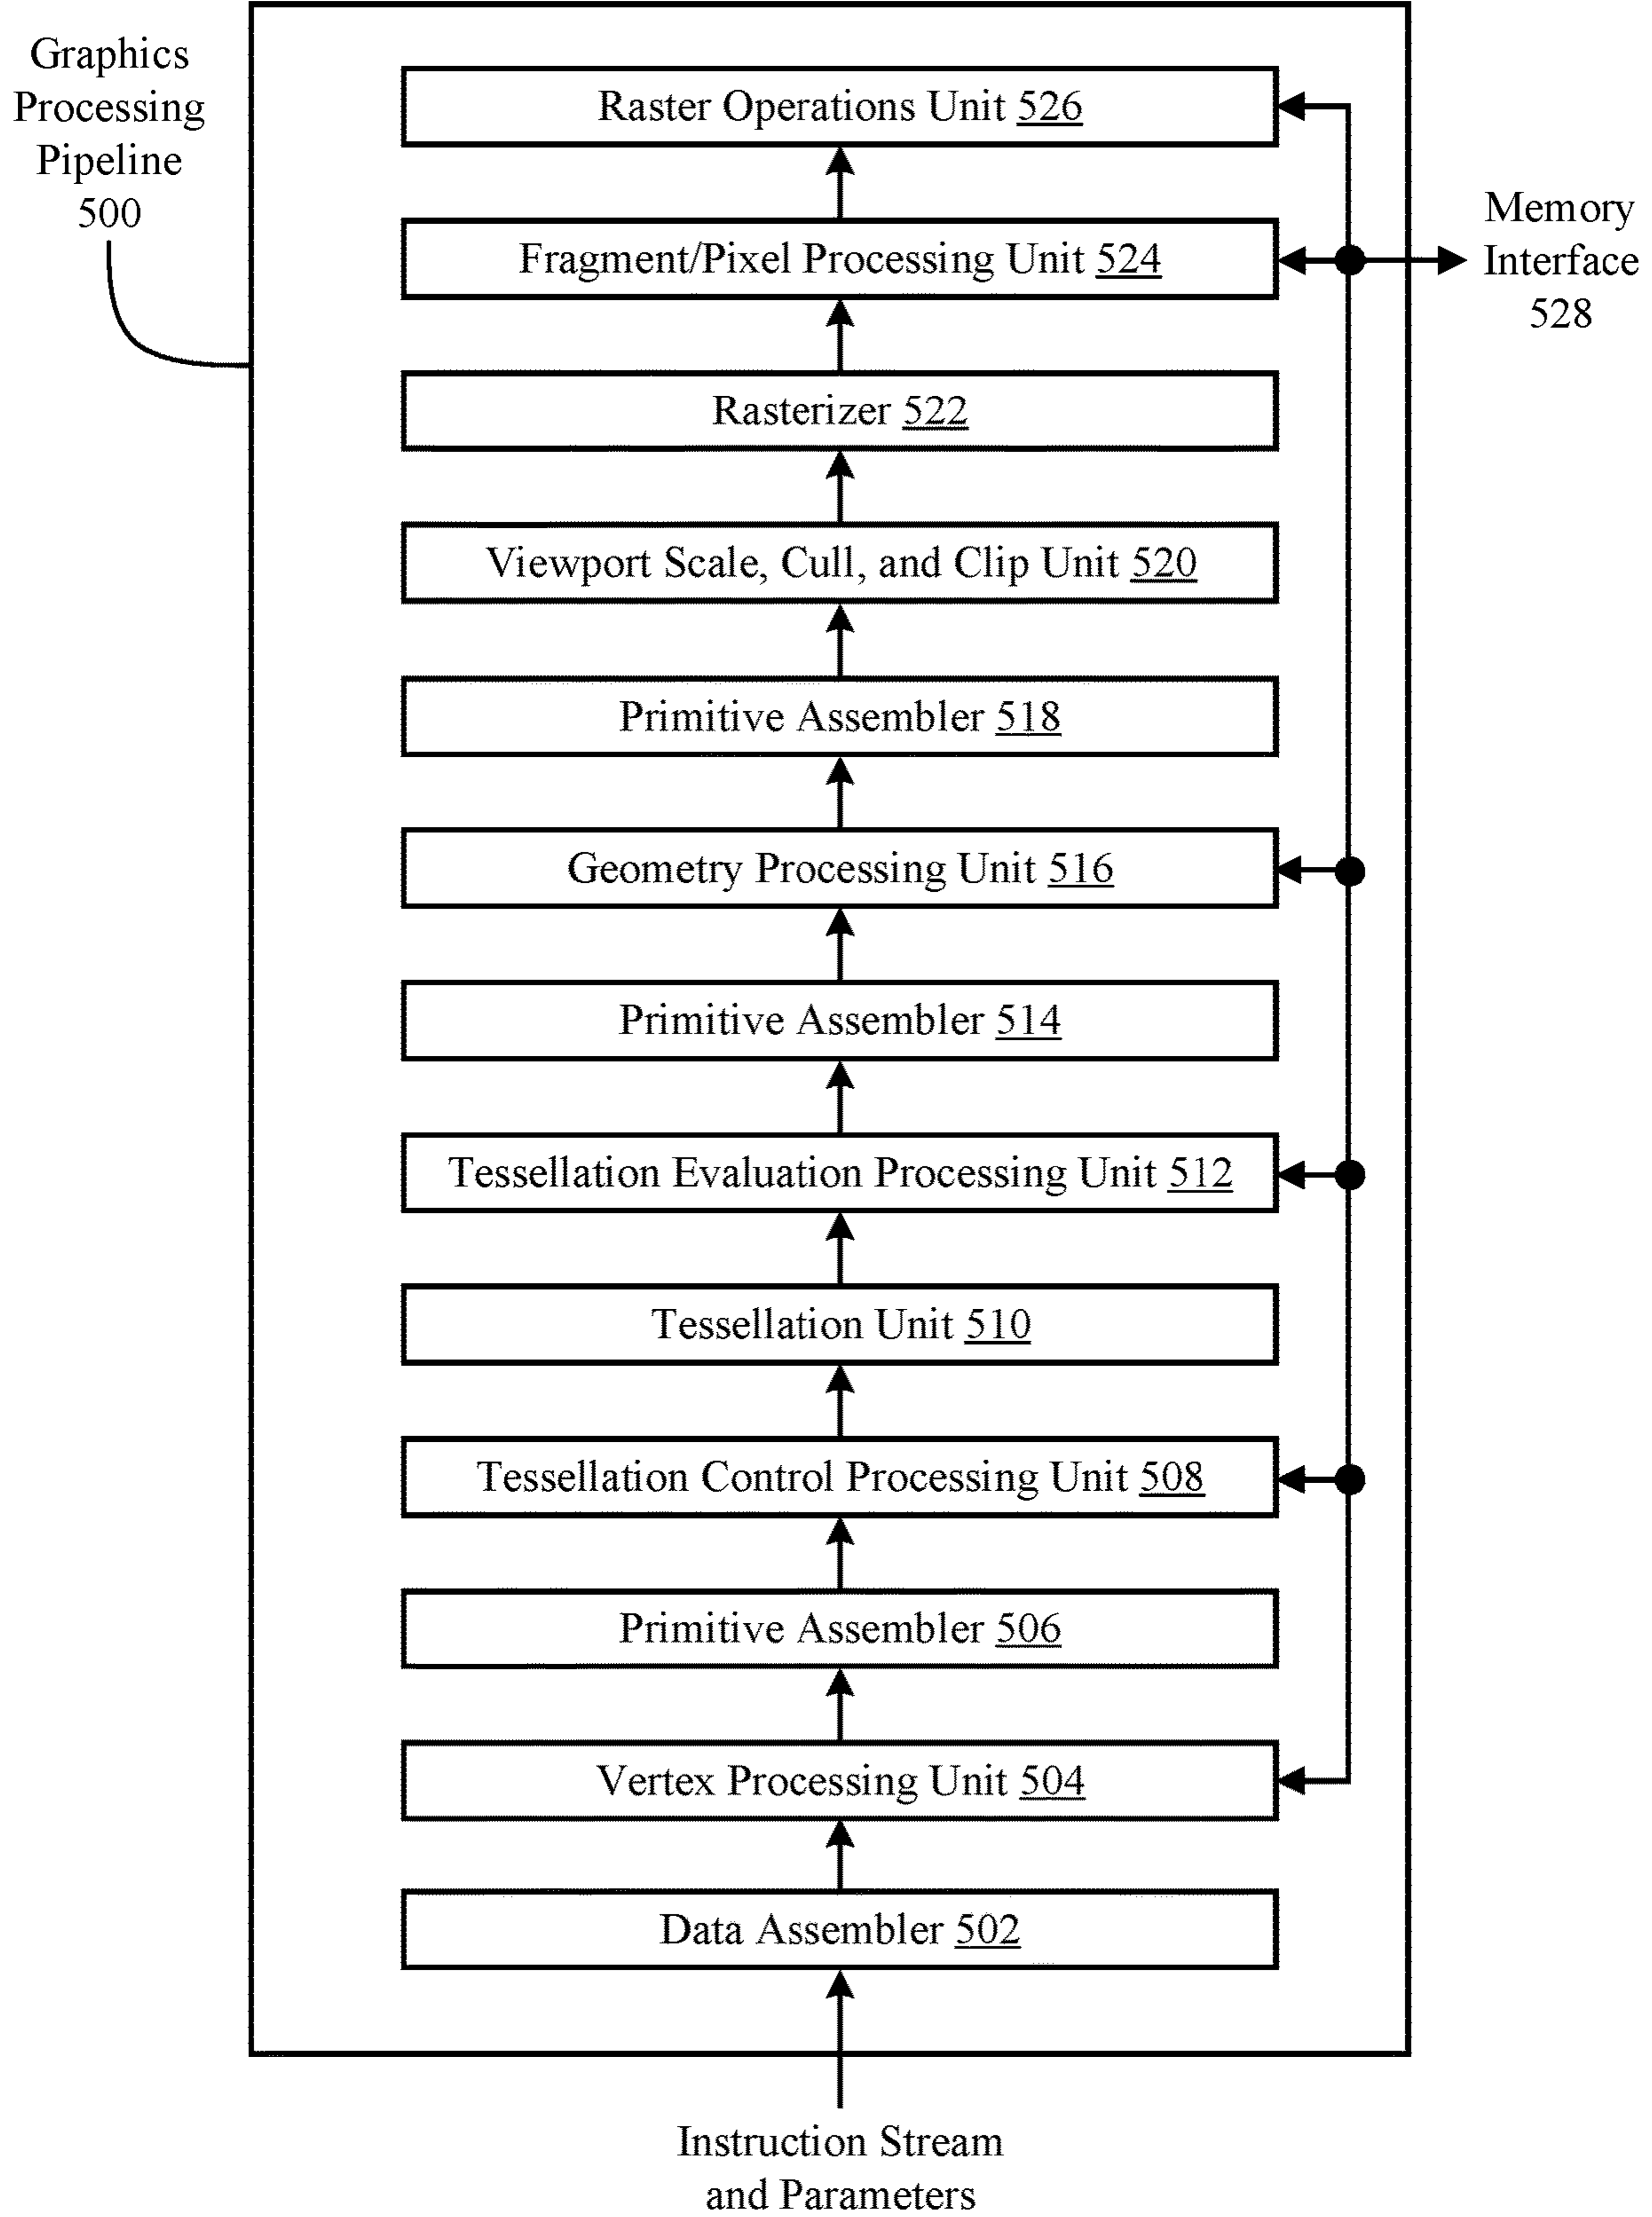 Graphics
Processing
Pipeline
500
Raster Operations Unit 526
Fragment/Pixel Processing Unit 524
Memory
Interface
528
Rasterizer 522
Viewport Scale, Cull, and Clip Unit 520
Primitive Assembler 518
Geometry Processing Unit 516
Primitive Assembler 514
Tessellation Evaluation Processing Unit 512
Tessellation Unit 510
Tessellation Control Processing Unit 508
Primitive Assembler 506
Vertex Processing Unit 504
Data Assembler 502
Instruction Stream
and Parameters